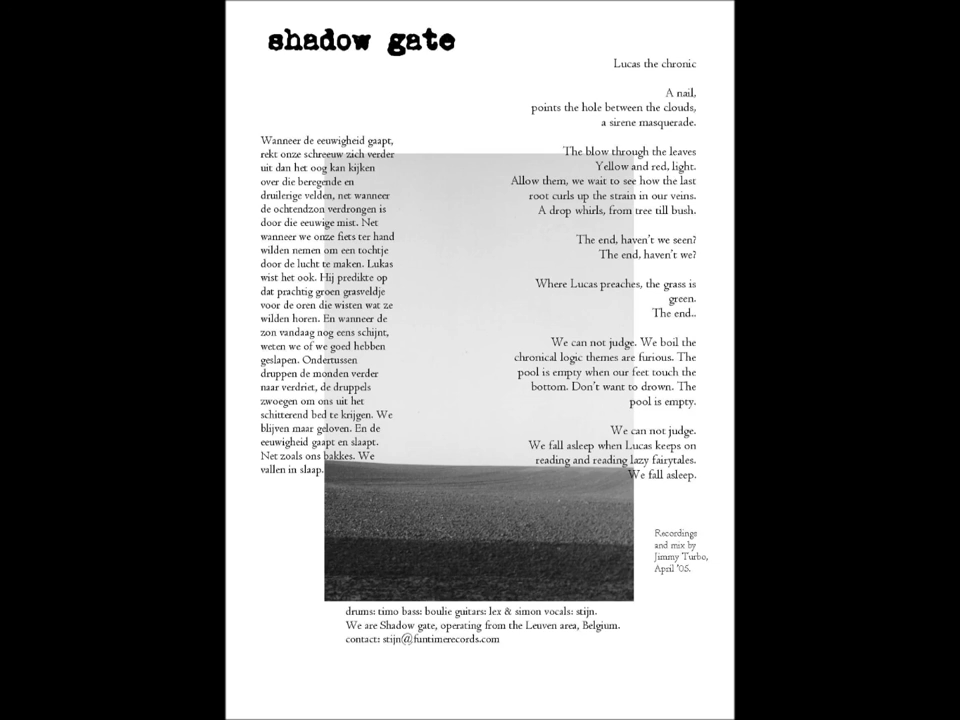 shadow gate
Lucas the chronic
A nail,
points the hole between the clouds,
a sirene masquerade.
The blow through the leaves
Yellow and red, light.
Allow them, we wait to see how the last
root curls up the strain in our veins.
A drop whirls, from tree till bush.
The end, haven't we seen?
The end, haven't we?
Where Lucas preaches, the grass is
green.
The end..
We can not judge. We boil the
chronical logic themes are furious. The
pool is empty when our feet touch the
bottom. Don't want to drown. The
pool is empty.
We can not judge.
We fall asleep when Lucas keeps on
reading and reading lazy fairytales.
We fall asleep.
Wanneer de eeuwigheid gaapt,
rekt onze schreeuw zich verder
uit dan het oog kan kijken
over die beregende en
druilerige velden, net wanneer
de ochtendzon verdrongen is
door die eeuwige mist. Net
wanneer we onze fiets ter hand
wilden nemen om een tochtje
door de lucht te maken. Lukas
wist het ook. Hij predikte op
dat prachtig groen grasveldje
voor de oren die wisten wat ze
wilden horen. En wanneer de
zon vandaag nog eens schijnt,
weten we of we goed hebben
geslapen. Ondertussen
druppen de monden verder
naar verdriet, de druppels
zwoegen om ons uit het
schitterend bed te krijgen. We
blijven maar geloven. En de
eeuwigheid gaapt en slaapt.
Net zoals ons bakkes. We
vallen in slaap.
Recordings
and mix by
Jimmy Turbo,
April '05.
drums: timo bass: boulie guitars: lex & simon vocals: stijn.
We are Shadow gate, operating from the Leuven area, Belgium.
contact: stijn@funtimerecords.com